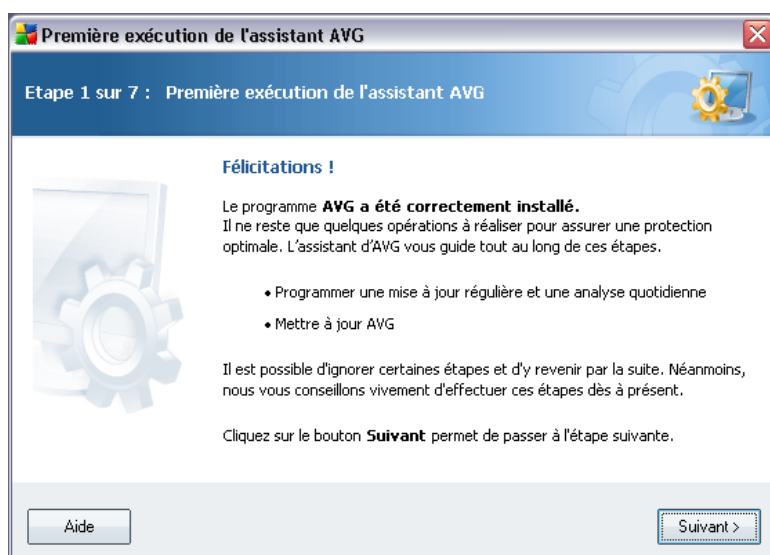 Première exécution de l'assistant AVG
Etape 1 sur 7 : Première exécution de l'assistant AVG
Félicitations !
Le programme AVG a été correctement installé.
Il ne reste que quelques opérations à réaliser pour assurer une protection
optimale. L'assistant d'AVG vous guide tout au long de ces étapes.
• Programmer une mise à jour régulière et une analyse quotidienne
• Mettre à jour AVG
Il est possible d'ignorer certaines étapes et d'y revenir par la suite. Néanmoins,
nous vous conseillons vivement d'effectuer ces étapes dès à présent.
Cliquez sur le bouton Suivant permet de passer à l'étape suivante.
Aide
Suivant >